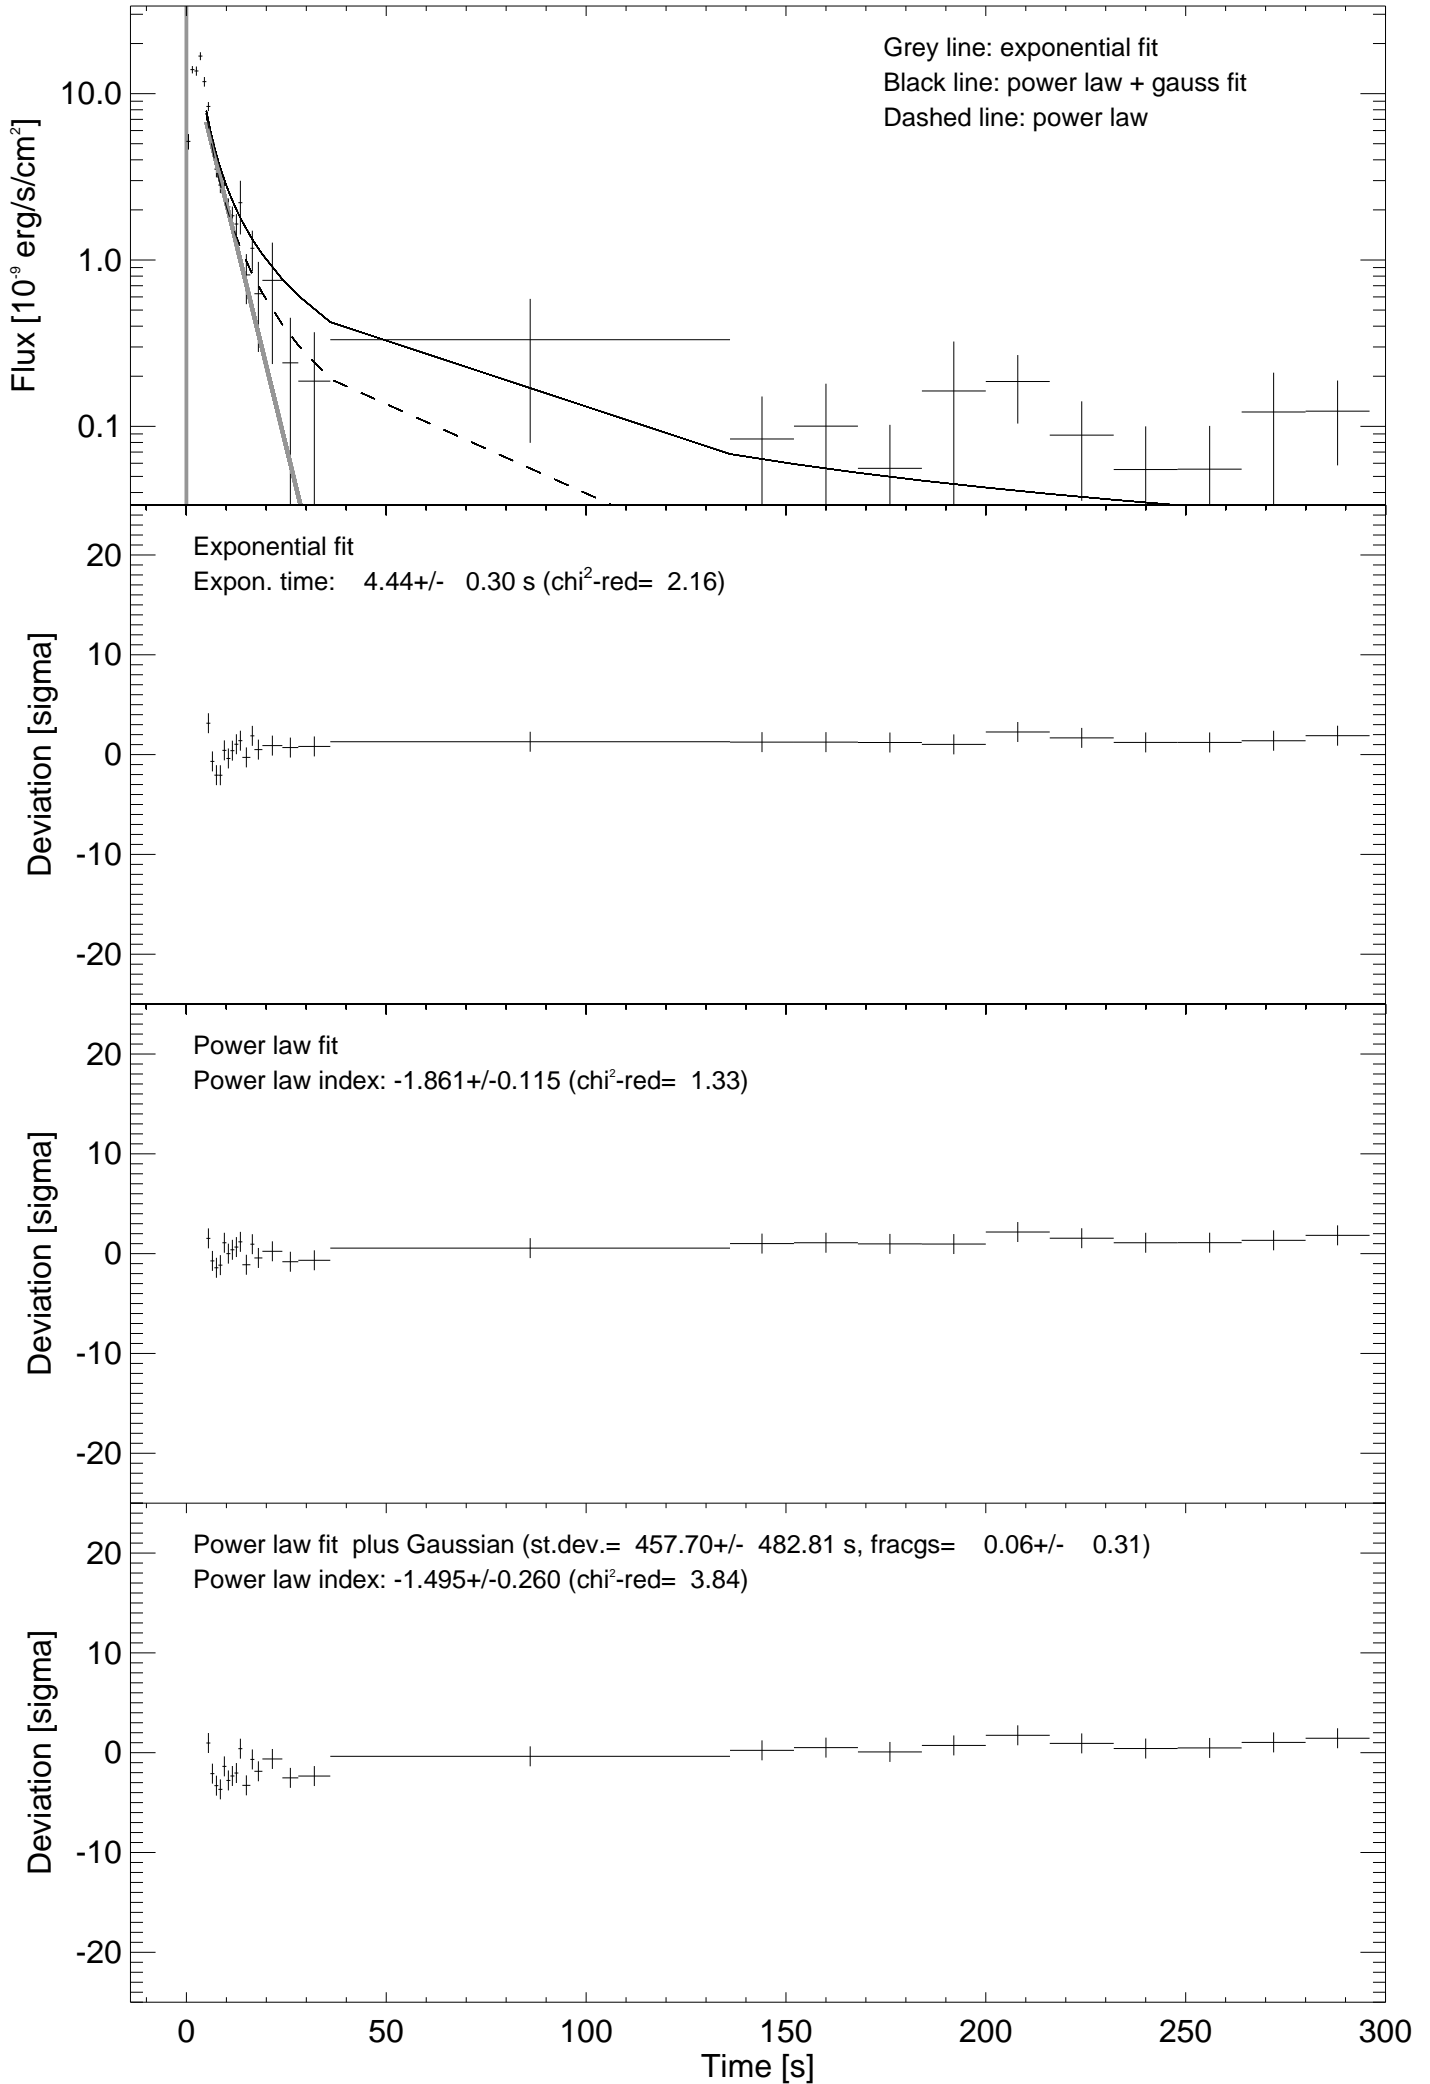 Grey line: exponential fit
Black line: power law + gauss fit
Dashed line: power law
Flux [10⁻⁹ erg/s/cm²]
10.0
1.0
0.1
Exponential fit
Expon. time: 4.44+/- 0.30 s (chi²-red= 2.16)
Deviation [sigma]
20
10
0
-10
-20
Power law fit
Power law index: -1.861+/-0.115 (chi²-red= 1.33)
Deviation [sigma]
20
10
0
-10
-20
Power law fit plus Gaussian (st.dev.= 457.70+/- 482.81 s, fracgs= 0.06+/- 0.31)
Power law index: -1.495+/-0.260 (chi²-red= 3.84)
Deviation [sigma]
20
10
0
-10
-20
0 50 100 150 200 250 300
Time [s]